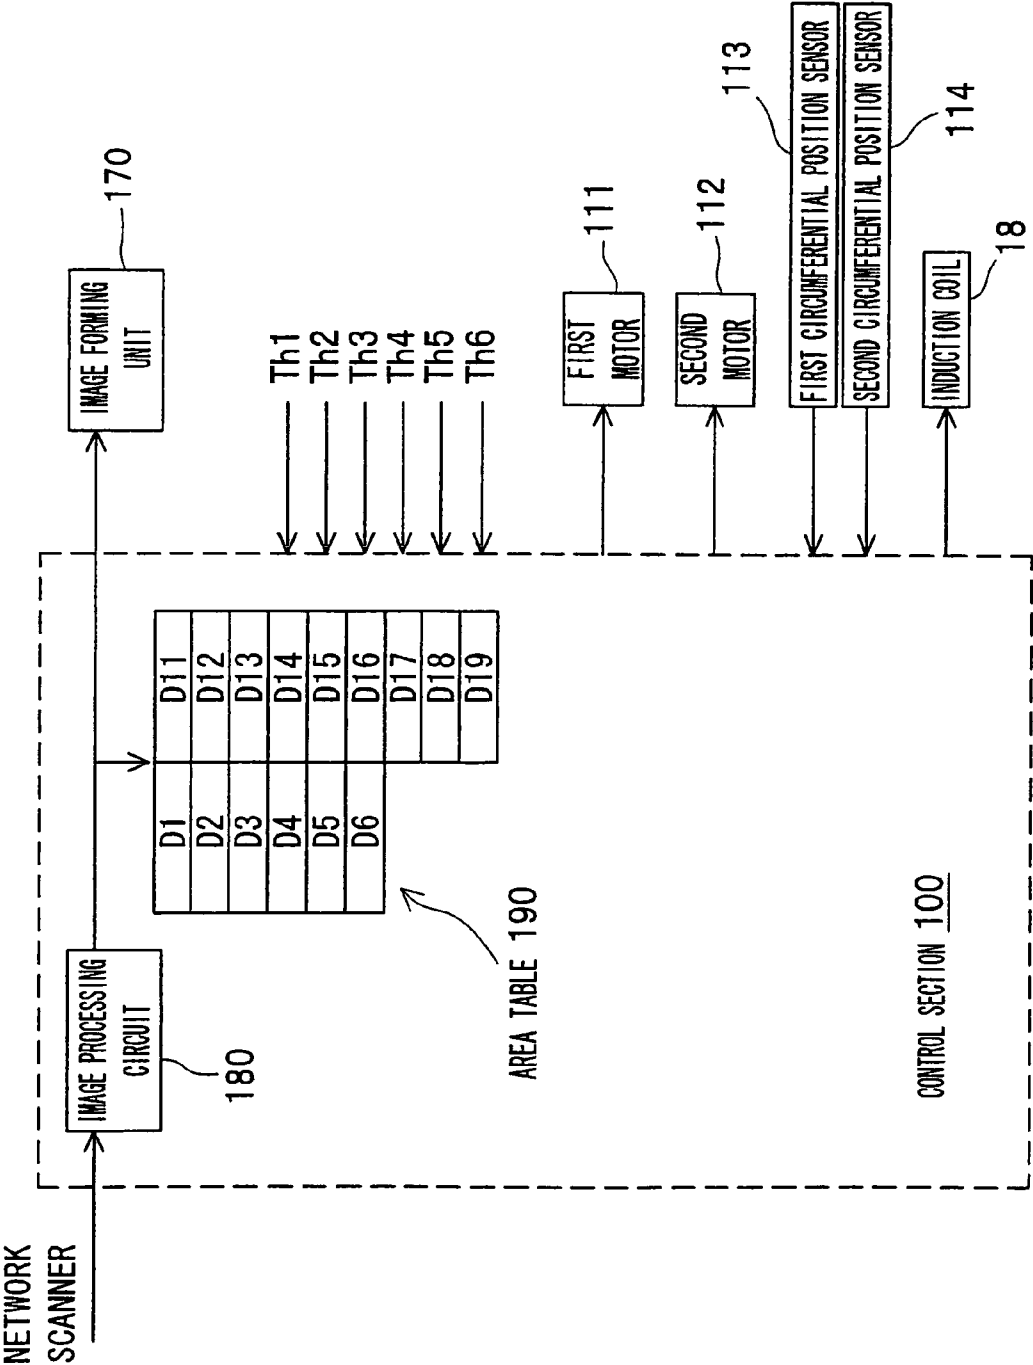 NETWORK
SCANNER
IMAGE PROCESSING
CIRCUIT
180
IMAGE FORMING
UNIT
170
D1 D11
D2 D12
D3 D13
D4 D14
D5 D15
D6 D16
D17
D18
D19
AREA TABLE 190
Th1
Th2
Th3
Th4
Th5
Th6
FIRST
MOTOR
111
SECOND
MOTOR
112
FIRST CIRCUMFERENTIAL POSITION SENSOR
113
SECOND CIRCUMFERENTIAL POSITION SENSOR
114
INDUCTION COIL
18
CONTROL SECTION 100